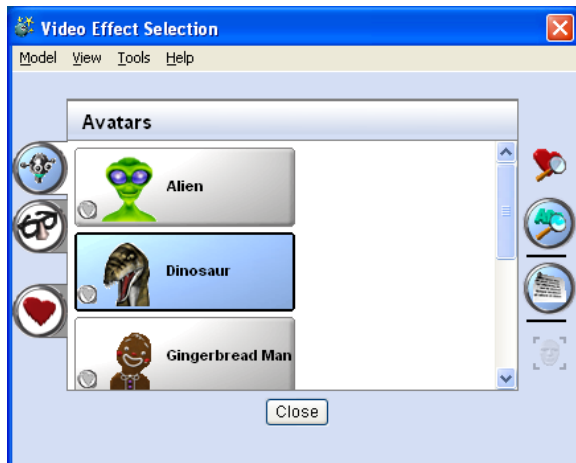 Video Effect Selection
Model View Tools Help
Avatars
Alien
Dinosaur
Gingerbread Man
Close